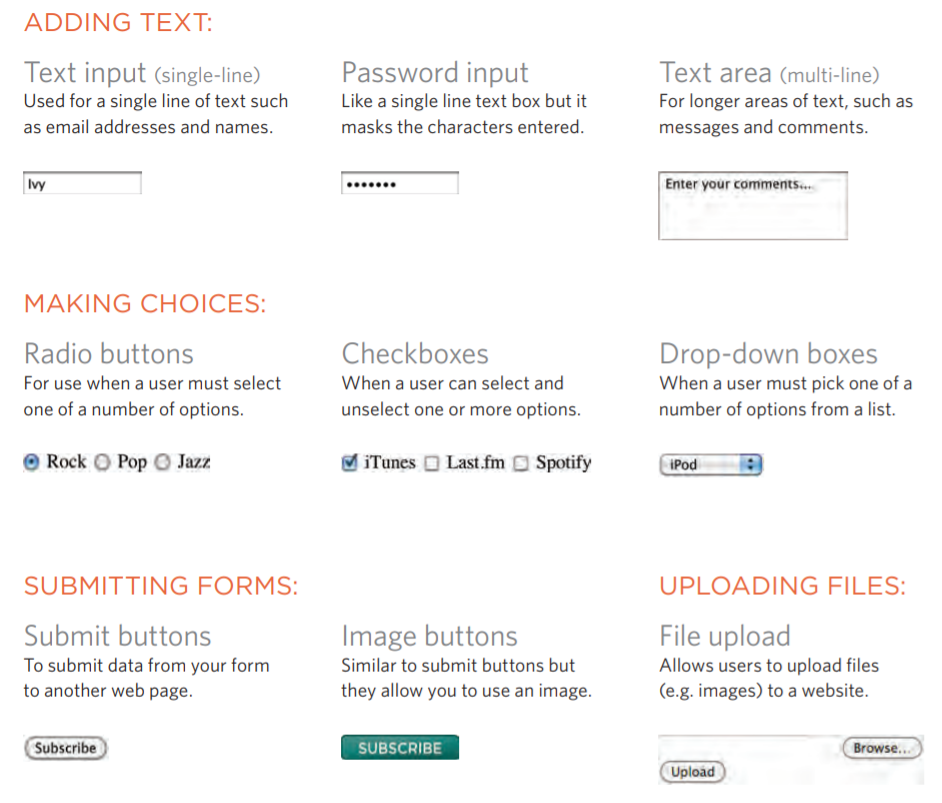 ADDING TEXT:
Text input (single-line)
Used for a single line of text such
as email addresses and names.
Ivy
Password input
Like a single line text box but it
masks the characters entered.
•••••••
Text area (multi-line)
For longer areas of text, such as
messages and comments.
Enter your comments...
MAKING CHOICES:
Radio buttons
For use when a user must select
one of a number of options.
Rock Pop Jazz
Checkboxes
When a user can select and
unselect one or more options.
iTunes Last.fm Spotify
Drop-down boxes
When a user must pick one of a
number of options from a list.
iPod
SUBMITTING FORMS:
Submit buttons
To submit data from your form
to another web page.
Subscribe
Image buttons
Similar to submit buttons but
they allow you to use an image.
SUBSCRIBE
UPLOADING FILES:
File upload
Allows users to upload files
(e.g. images) to a website.
Browse...
Upload